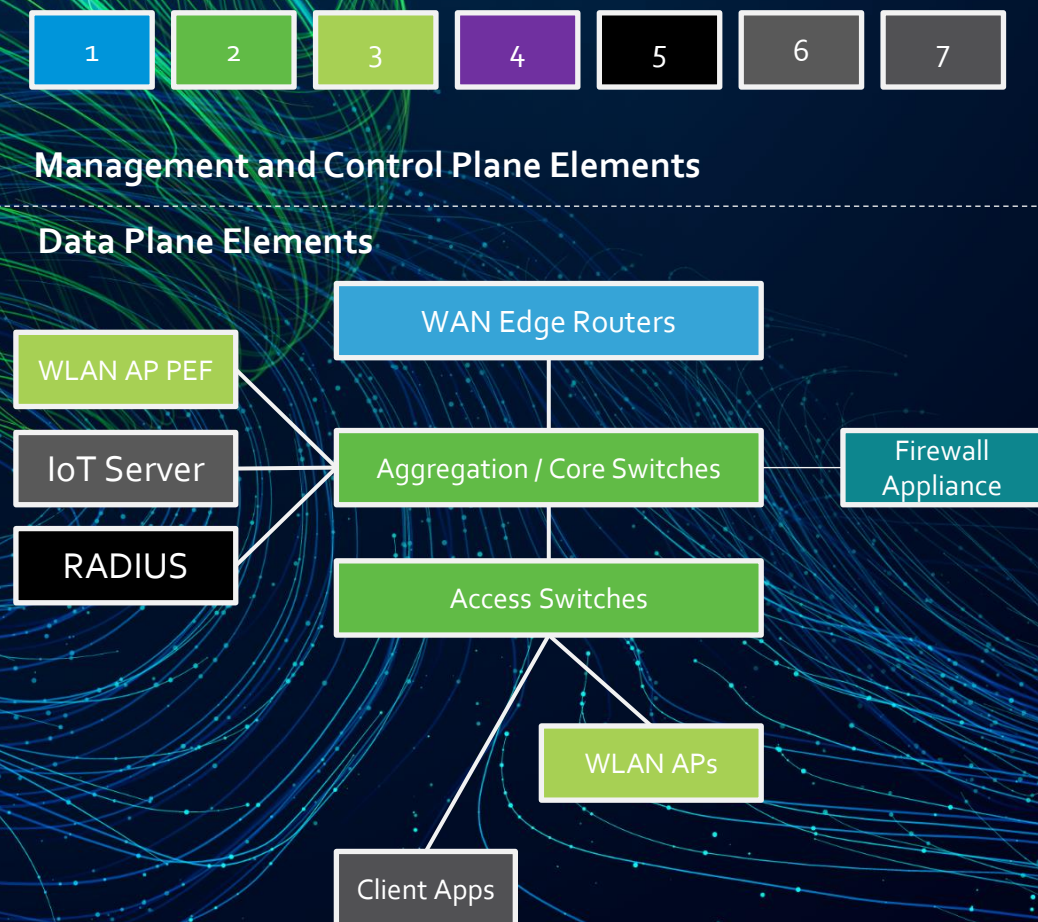 1
2
3
4
5
6
7
Management and Control Plane Elements
Data Plane Elements
WAN Edge Routers
WLAN AP PEF
IoT Server
Aggregation / Core Switches
Firewall
Appliance
RADIUS
Access Switches
WLAN APs
Client Apps